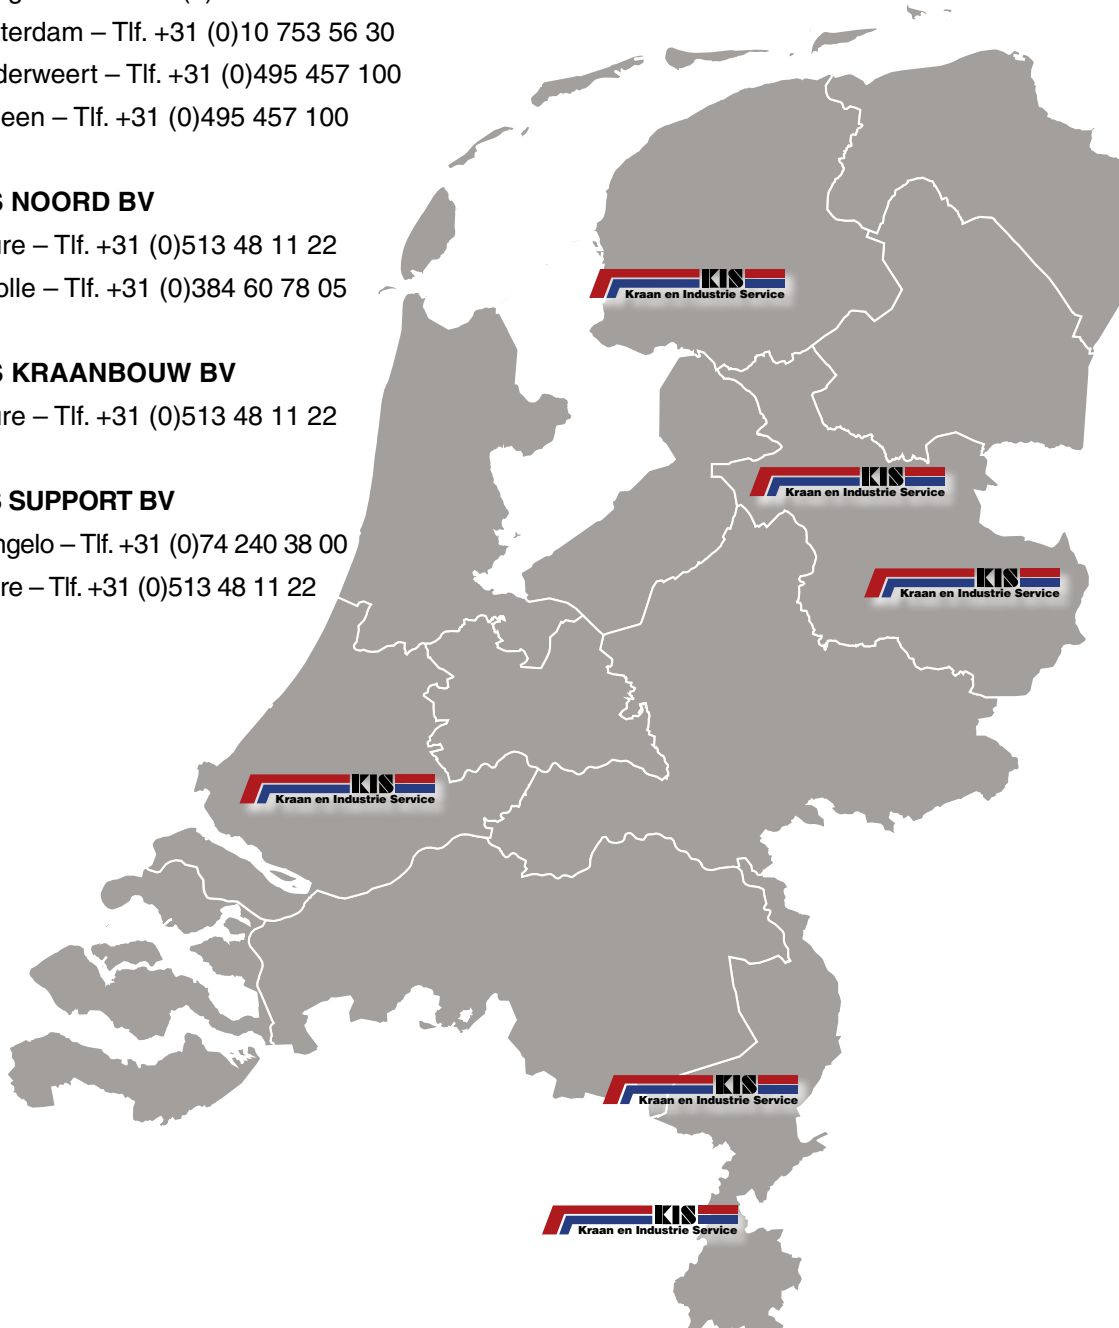 terdam – Tlf. +31 (0)10 753 56 30
derweert – Tlf. +31 (0)495 457 100
een – Tlf. +31 (0)495 457 100
S NOORD BV
ure – Tlf. +31 (0)513 48 11 22
olle – Tlf. +31 (0)384 60 78 05
S KRAANBOUW BV
ure – Tlf. +31 (0)513 48 11 22
S SUPPORT BV
ngelo – Tlf. +31 (0)74 240 38 00
re – Tlf. +31 (0)513 48 11 22
KIS
Kraan en Industrie Service
KIS
Kraan en Industrie Service
KIS
Kraan en Industrie Service
KIS
Kraan en Industrie Service
KIS
Kraan en Industrie Service
KIS
Kraan en Industrie Service